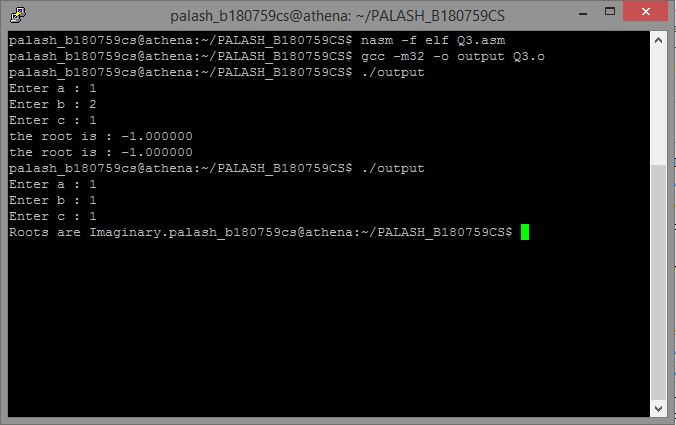 palash_b180759cs@athena: ~/PALASH_B180759CS
palash_b180759cs@athena:~/PALASH_B180759CS$ nasm -f elf Q3.asm
palash_b180759cs@athena:~/PALASH_B180759CS$ gcc -m32 -o output Q3.o
palash_b180759cs@athena:~/PALASH_B180759CS$ ./output
Enter a : 1
Enter b : 2
Enter c : 1
the root is : -1.000000
the root is : -1.000000
palash_b180759cs@athena:~/PALASH_B180759CS$ ./output
Enter a : 1
Enter b : 1
Enter c : 1
Roots are Imaginary.palash_b180759cs@athena:~/PALASH_B180759CS$